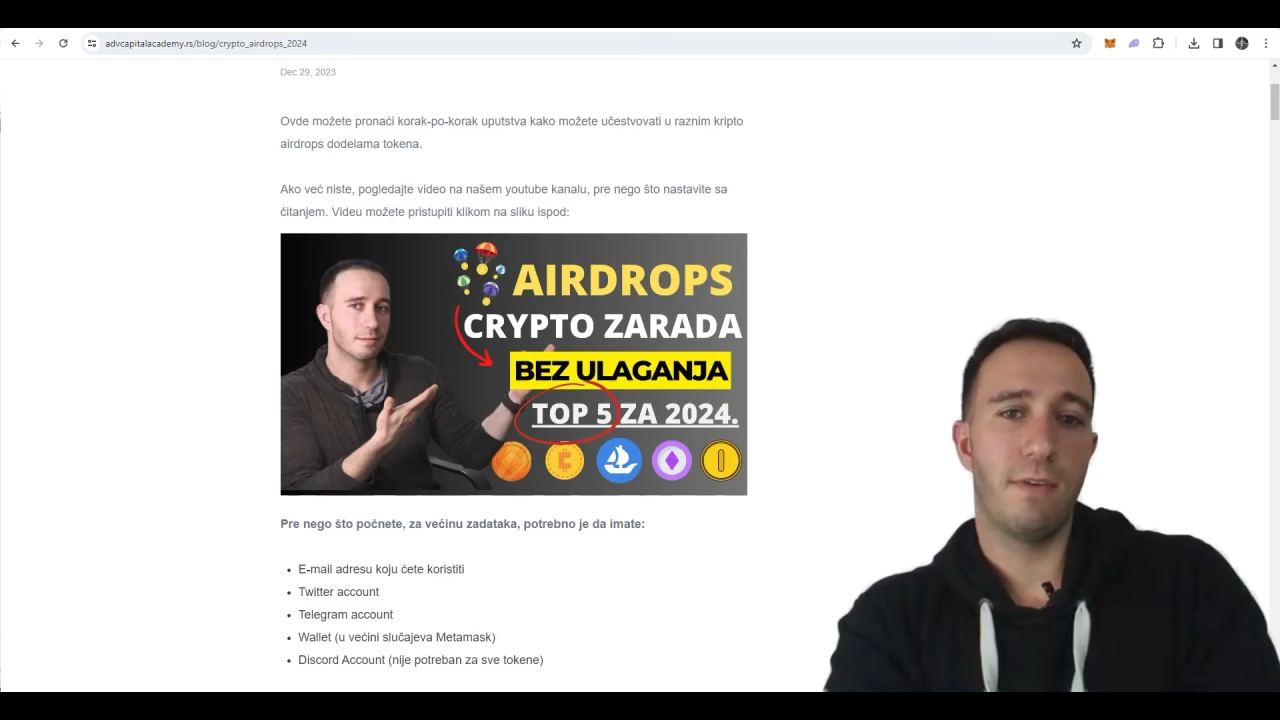 advcapitalacademy.rs/blog/crypto_airdrops_2024
Dec 29, 2023
Ovde možete pronaći korak-po-korak uputstva kako možete učestvovati u raznim kripto
airdrops dodelama tokena.
Ako već niste, pogledajte video na našem youtube kanalu, pre nego što nastavite sa
čitanjem. Videu možete pristupiti klikom na sliku ispod:
AIRDROPS
CRYPTO ZARADA
BEZ ULAGANJA
TOP 5 ZA 2024.
Pre nego što počnete, za većinu zadataka, potrebno je da imate:
• E-mail adresu koju ćete koristiti
• Twitter account
• Telegram account
• Wallet (u većini slučajeva Metamask)
• Discord Account (nije potreban za sve tokene)